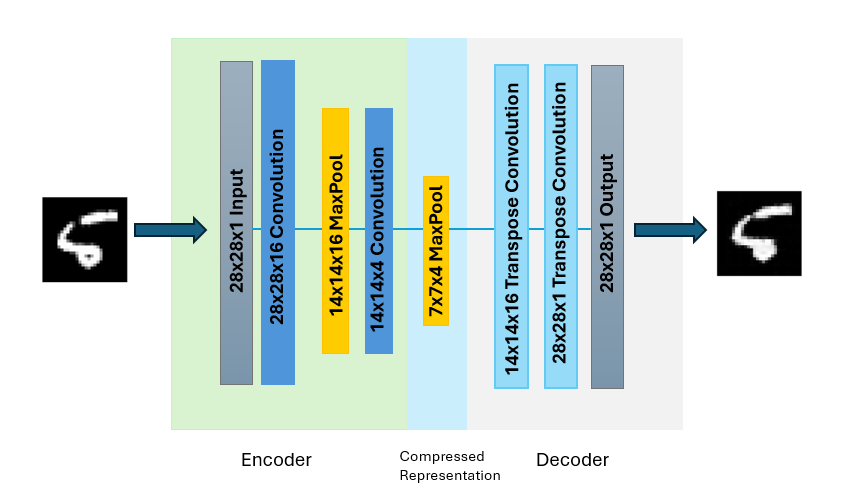 28x28x1 Input
28x28x16 Convolution
14x14x16 MaxPool
14x14x4 Convolution
7x7x4 MaxPool
14x14x16 Transpose Convolution
28x28x1 Transpose Convolution
28x28x1 Output
Encoder
Compressed
Representation
Decoder